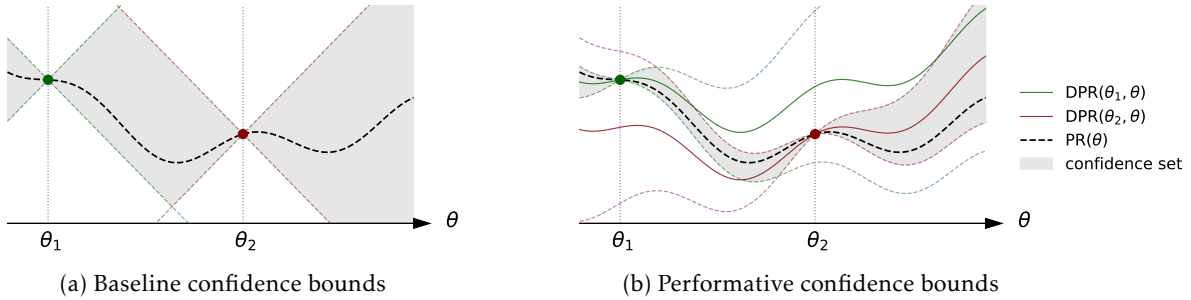 θ
θ₁
θ₂
(a) Baseline confidence bounds
θ
θ₁
θ₂
(b) Performative confidence bounds
DPR(θ₁, θ)
DPR(θ₂, θ)
PR(θ)
confidence set